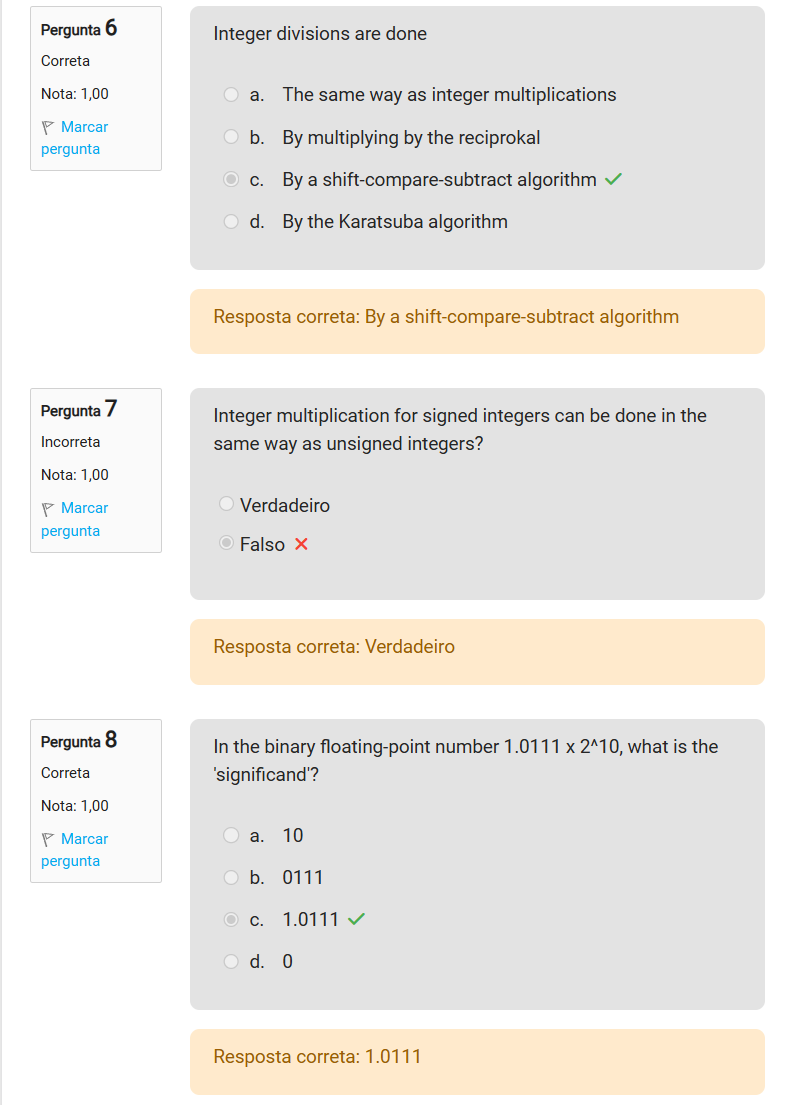 Pergunta 6
Correta
Nota: 1,00
Marcar
pergunta
Integer divisions are done
a. The same way as integer multiplications
b. By multiplying by the reciprokal
c. By a shift-compare-subtract algorithm
d. By the Karatsuba algorithm
Resposta correta: By a shift-compare-subtract algorithm
Pergunta 7
Incorreta
Nota: 1,00
Marcar
pergunta
Integer multiplication for signed integers can be done in the
same way as unsigned integers?
Verdadeiro
Falso
Resposta correta: Verdadeiro
Pergunta 8
Correta
Nota: 1,00
Marcar
pergunta
In the binary floating-point number 1.0111 x 2^10, what is the
'significand'?
a. 10
b. 0111
c. 1.0111
d. 0
Resposta correta: 1.0111